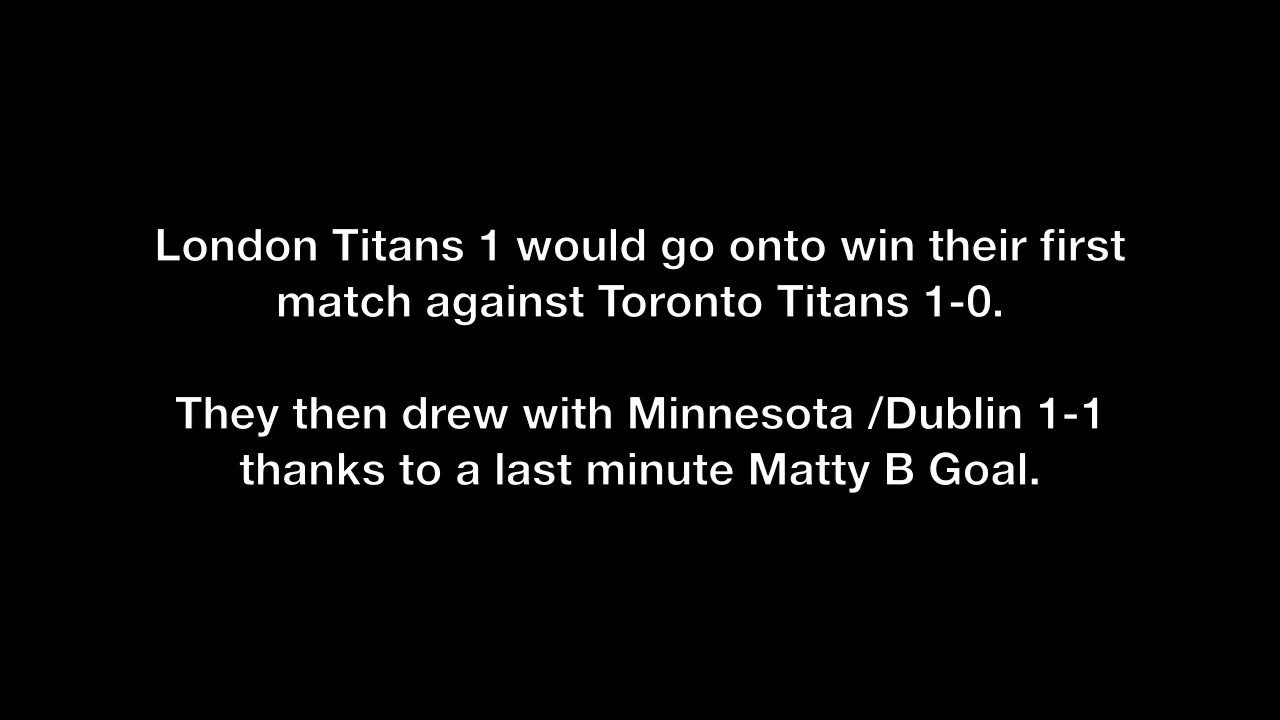 London Titans 1 would go onto win their first
match against Toronto Titans 1-0.
They then drew with Minnesota /Dublin 1-1
thanks to a last minute Matty B Goal.